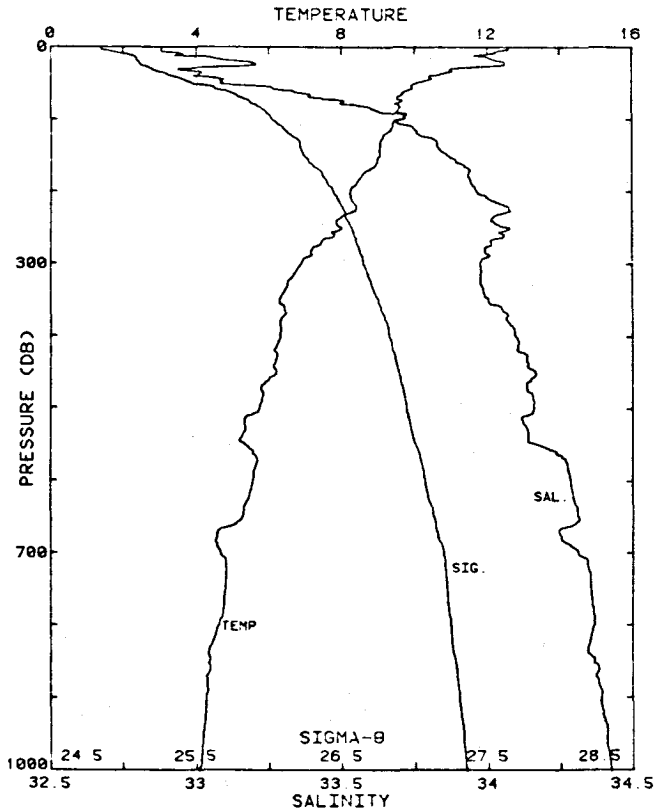 TEMPERATURE
0 4 8 12 16
0
300
PRESSURE (DB)
SAL.
700
SIG.
TEMP
SIGMA-θ
24.5 25.5 26.5 27.5 28.5
1000
32.5 33 33.5 34 34.5
SALINITY